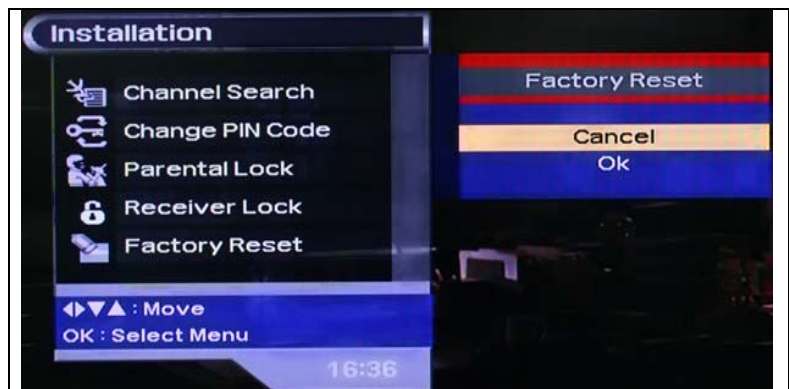 Installation
Channel Search
Change PIN Code
Parental Lock
Receiver Lock
Factory Reset
◀▶▼▲ : Move
OK : Select Menu
16:36
Factory Reset
Cancel
Ok